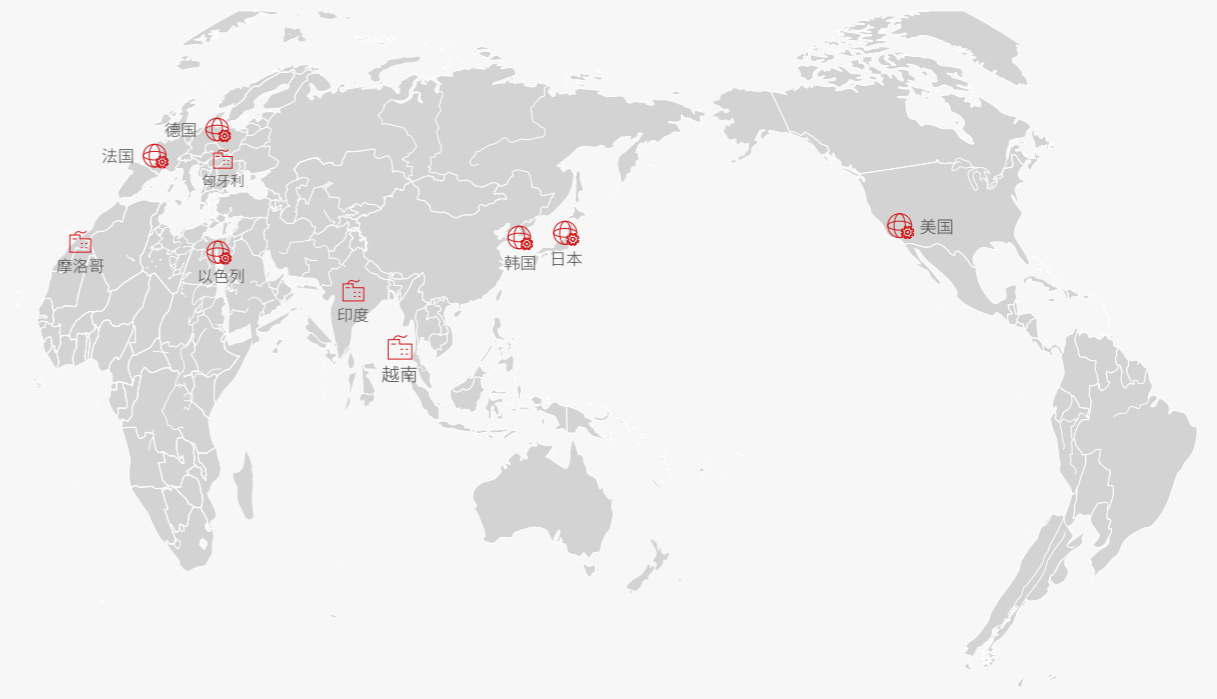 德国
法国
匈牙利
摩洛哥
以色列
韩国
日本
美国
印度
越南